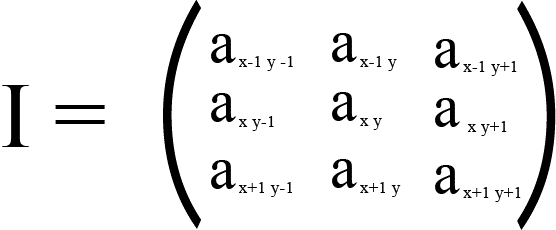 a x-1 y -1 a x-1 y a x-1 y+1
I = a x y-1 a x y a x y+1
a x+1 y-1 a x+1 y a x+1 y+1